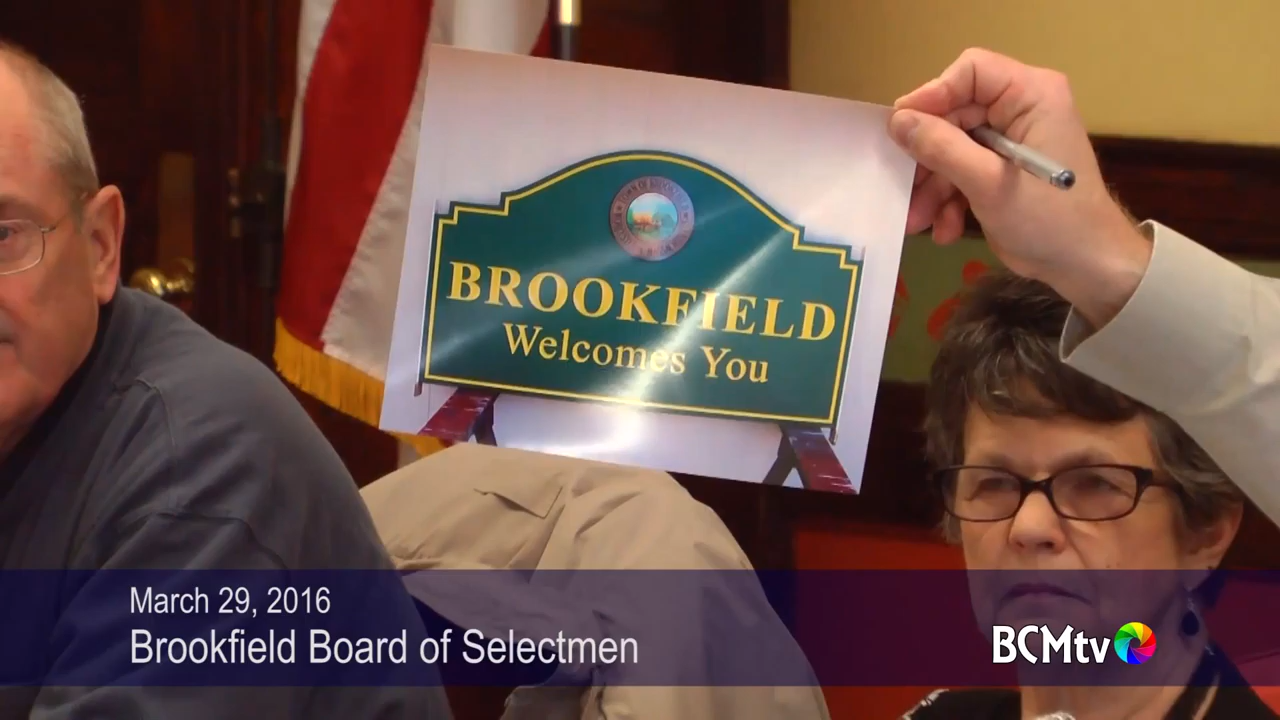 BROOKFIELD
Welcomes You
March 29, 2016
Brookfield Board of Selectmen
BCMtv